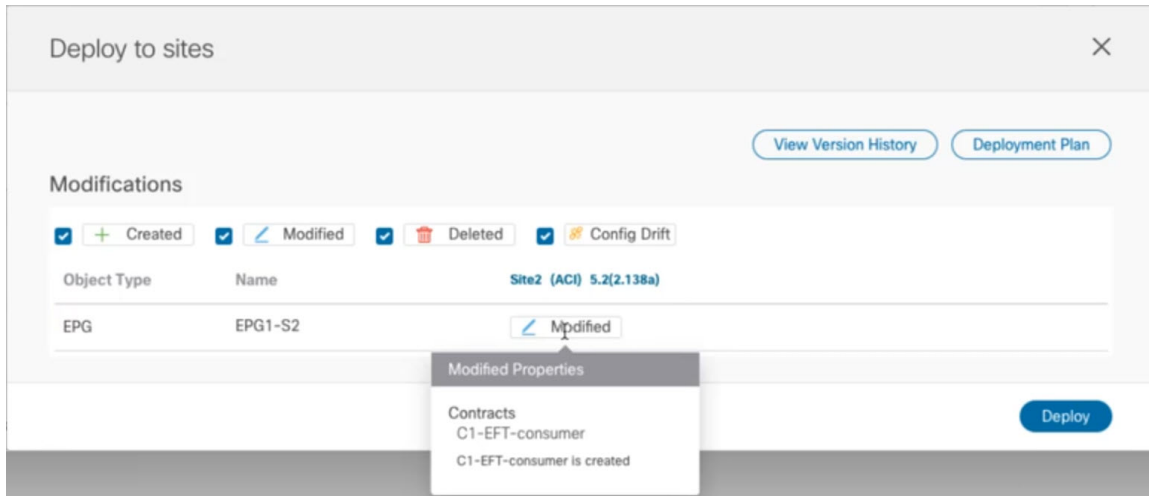 Deploy to sites
View Version History
Deployment Plan
Modifications
Created Modified Deleted Config Drift
Object Type Name Site2 (ACI) 5.2(2.138a)
EPG EPG1-S2 Modified
Modified Properties
Contracts
C1-EFT-consumer
C1-EFT-consumer is created
Deploy